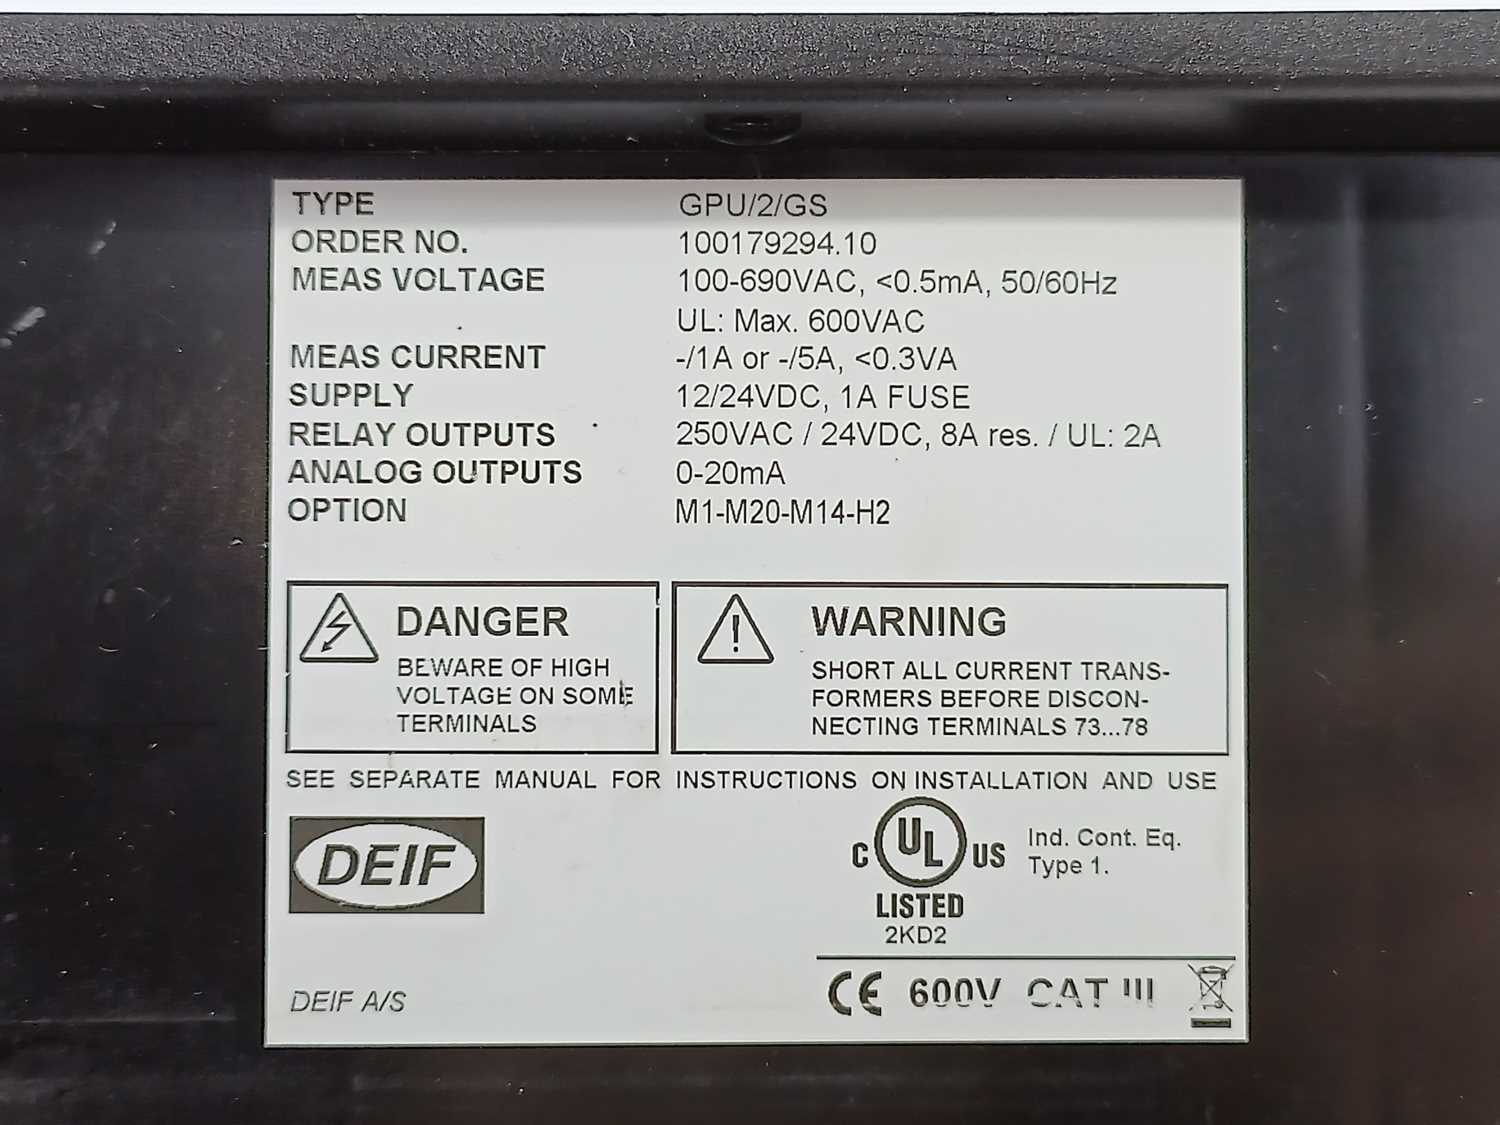 TYPE GPU/2/GS
ORDER NO. 100179294.10
MEAS VOLTAGE 100-690VAC, <0.5mA, 50/60Hz
UL: Max. 600VAC
MEAS CURRENT -/1A or -/5A, <0.3VA
SUPPLY 12/24VDC, 1A FUSE
RELAY OUTPUTS 250VAC / 24VDC, 8A res. / UL: 2A
ANALOG OUTPUTS 0-20mA
OPTION M1-M20-M14-H2
DANGER
BEWARE OF HIGH
VOLTAGE ON SOME
TERMINALS
WARNING
SHORT ALL CURRENT TRANS-
FORMERS BEFORE DISCON-
NECTING TERMINALS 73...78
SEE SEPARATE MANUAL FOR INSTRUCTIONS ON INSTALLATION AND USE
DEIF
C UL US
LISTED
2KD2
Ind. Cont. Eq.
Type 1.
DEIF A/S
CE 600V CAT III